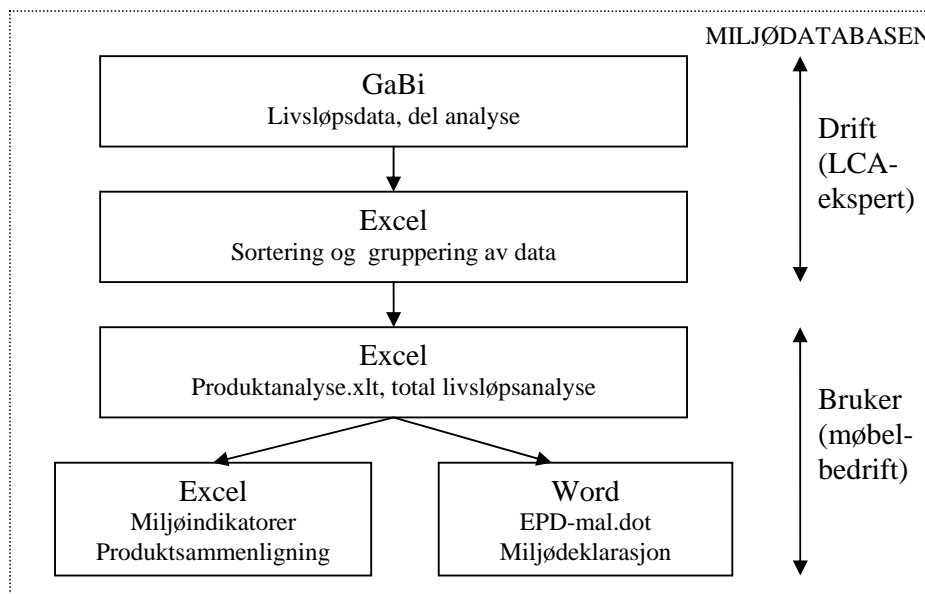 MILJØDATABASEN
GaBi
Livsløpsdata, del analyse
Drift
(LCA-
ekspert)
Excel
Sortering og  gruppering av data
Excel
Produktanalyse.xlt, total livsløpsanalyse
Bruker
(møbel-
bedrift)
Excel
Miljøindikatorer
Produktsammenligning
Word
EPD-mal.dot
Miljødeklarasjon